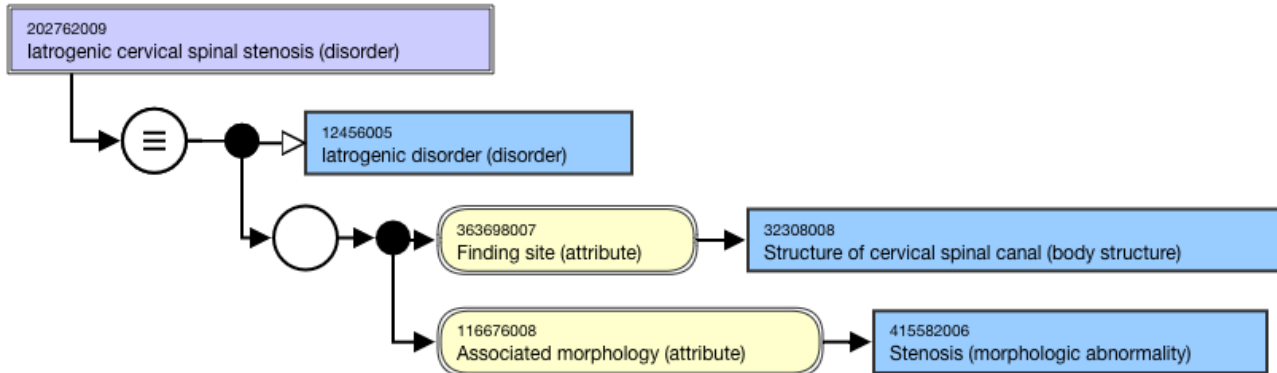 202762009
Iatrogenic cervical spinal stenosis (disorder)
12456005
Iatrogenic disorder (disorder)
363698007
Finding site (attribute)
32308008
Structure of cervical spinal canal (body structure)
116676008
Associated morphology (attribute)
415582006
Stenosis (morphologic abnormality)